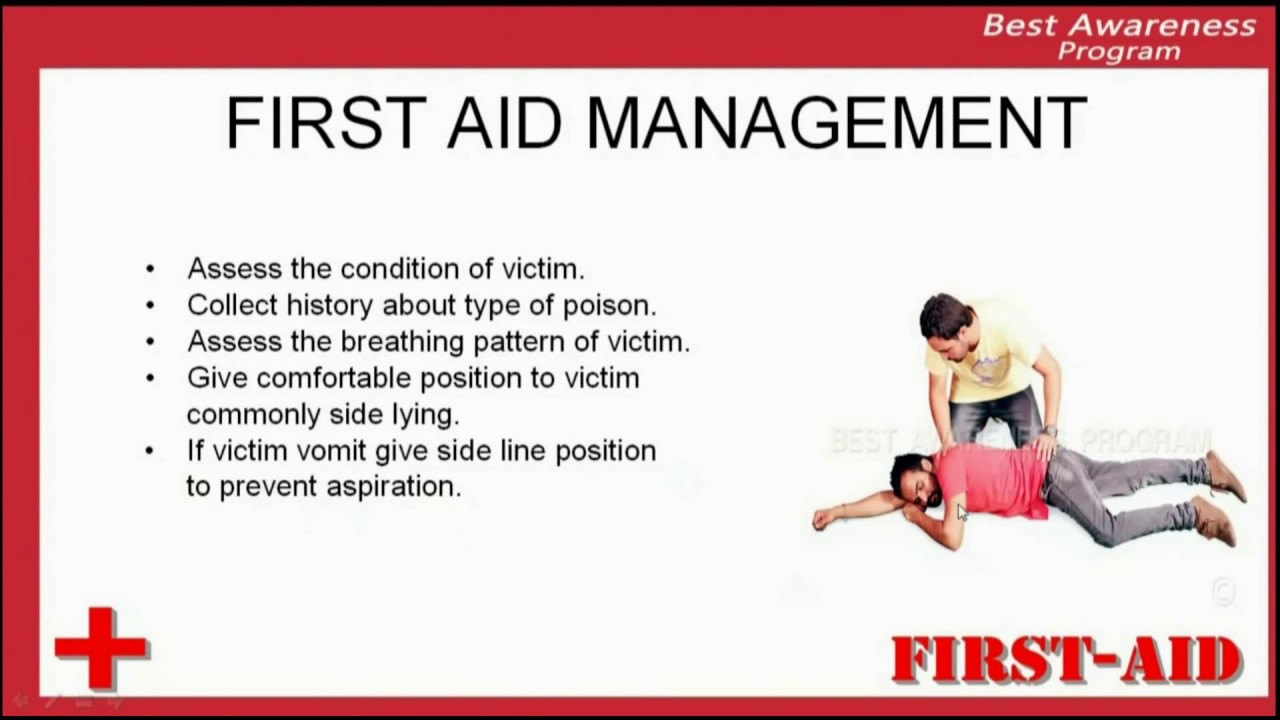 Best Awareness
Program
FIRST AID MANAGEMENT
• Assess the condition of victim.
• Collect history about type of poison.
• Assess the breathing pattern of victim.
• Give comfortable position to victim
commonly side lying.
• If victim vomit give side line position
to prevent aspiration.
BEST AWARENESS PROGRAM
©
FIRST-AID